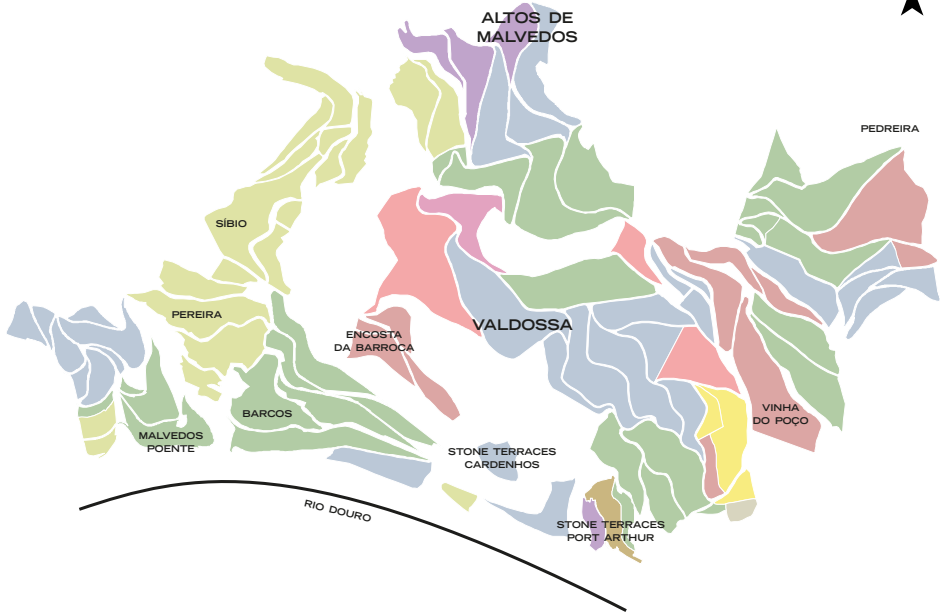 ALTOS DE
MALVEDOS
PEDREIRA
SÍBIO
PEREIRA
VALDOSSA
ENCOSTA
DA BARROCA
BARCOS
VINHA
DO POÇO
MALVEDOS
POENTE
STONE TERRACES
CARDENHOS
RIO DOURO
STONE TERRACES
PORT ARTHUR